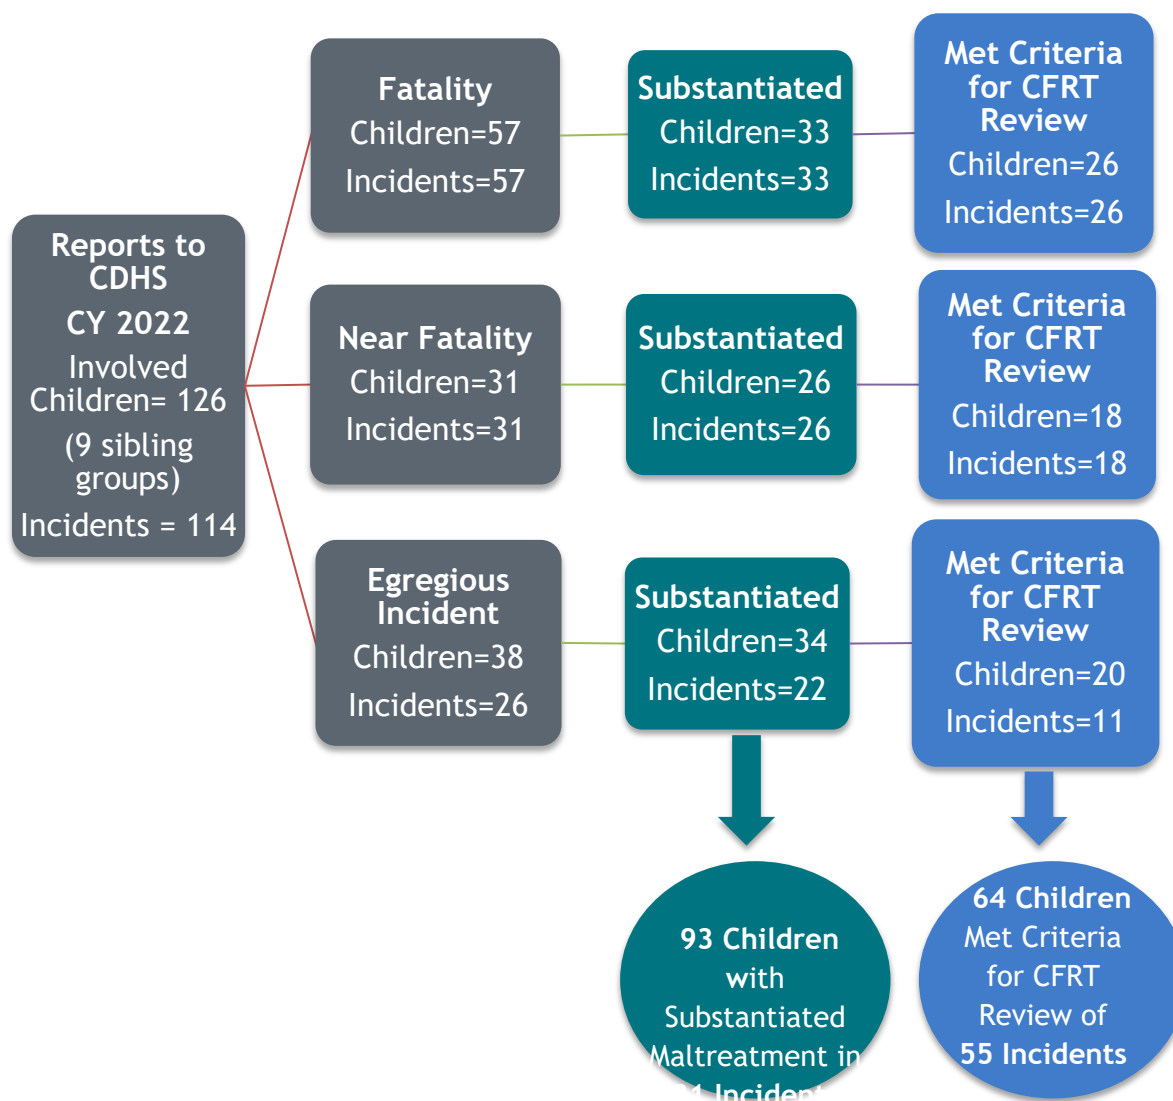 Reports to
CDHS
CY 2022
Involved
Children= 126
(9 sibling
groups)
Incidents = 114
Fatality
Children=57
Incidents=57
Substantiated
Children=33
Incidents=33
Met Criteria
for CFRT
Review
Children=26
Incidents=26
Near Fatality
Children=31
Incidents=31
Substantiated
Children=26
Incidents=26
Met Criteria
for CFRT
Review
Children=18
Incidents=18
Egregious
Incident
Children=38
Incidents=26
Substantiated
Children=34
Incidents=22
Met Criteria
for CFRT
Review
Children=20
Incidents=11
93 Children
with
Substantiated
Maltreatment in
64 Children
Met Criteria
for CFRT
Review of
55 Incidents